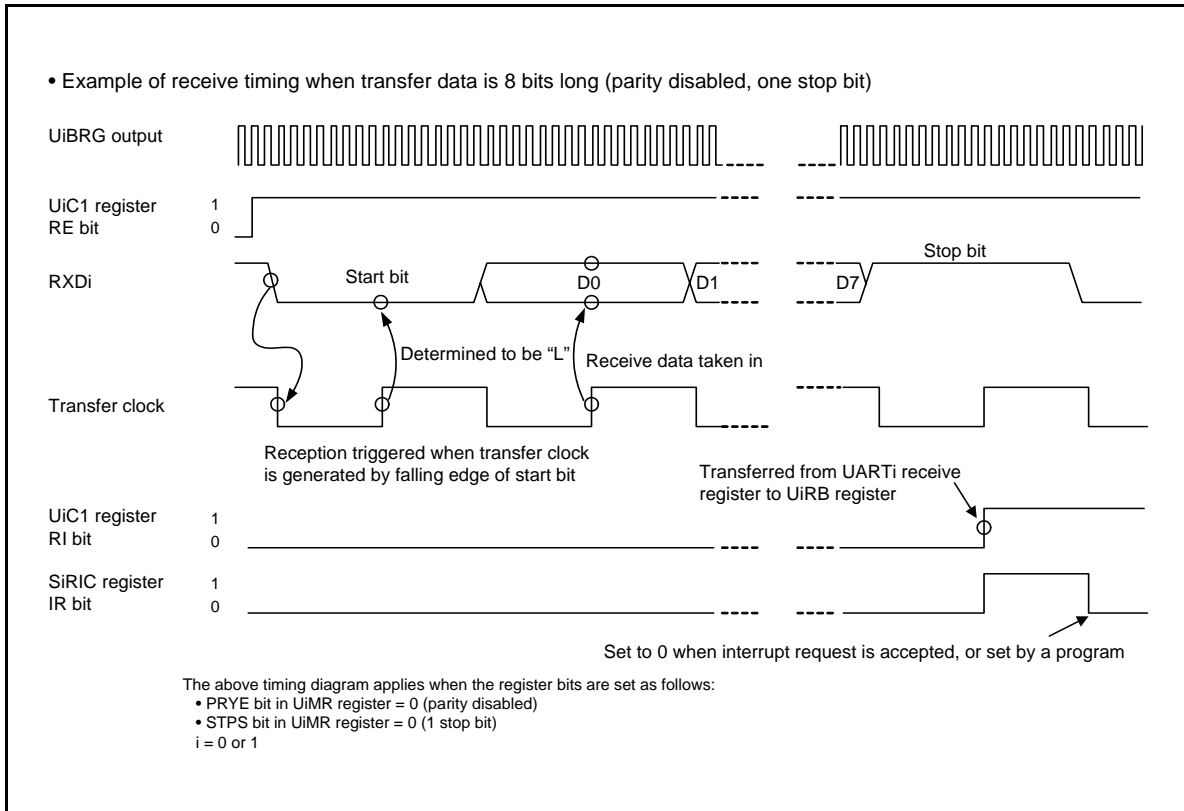 • Example of receive timing when transfer data is 8 bits long (parity disabled, one stop bit)
UiBRG output
UiC1 register
RE bit
1
0
RXDi
Start bit
D0
D1
D7
Stop bit
Determined to be “L”
Receive data taken in
Transfer clock
Reception triggered when transfer clock
is generated by falling edge of start bit
Transferred from UARTi receive
register to UiRB register
UiC1 register
RI bit
1
0
SiRIC register
IR bit
1
0
Set to 0 when interrupt request is accepted, or set by a program
The above timing diagram applies when the register bits are set as follows:
• PRYE bit in UiMR register = 0 (parity disabled)
• STPS bit in UiMR register = 0 (1 stop bit)
i = 0 or 1